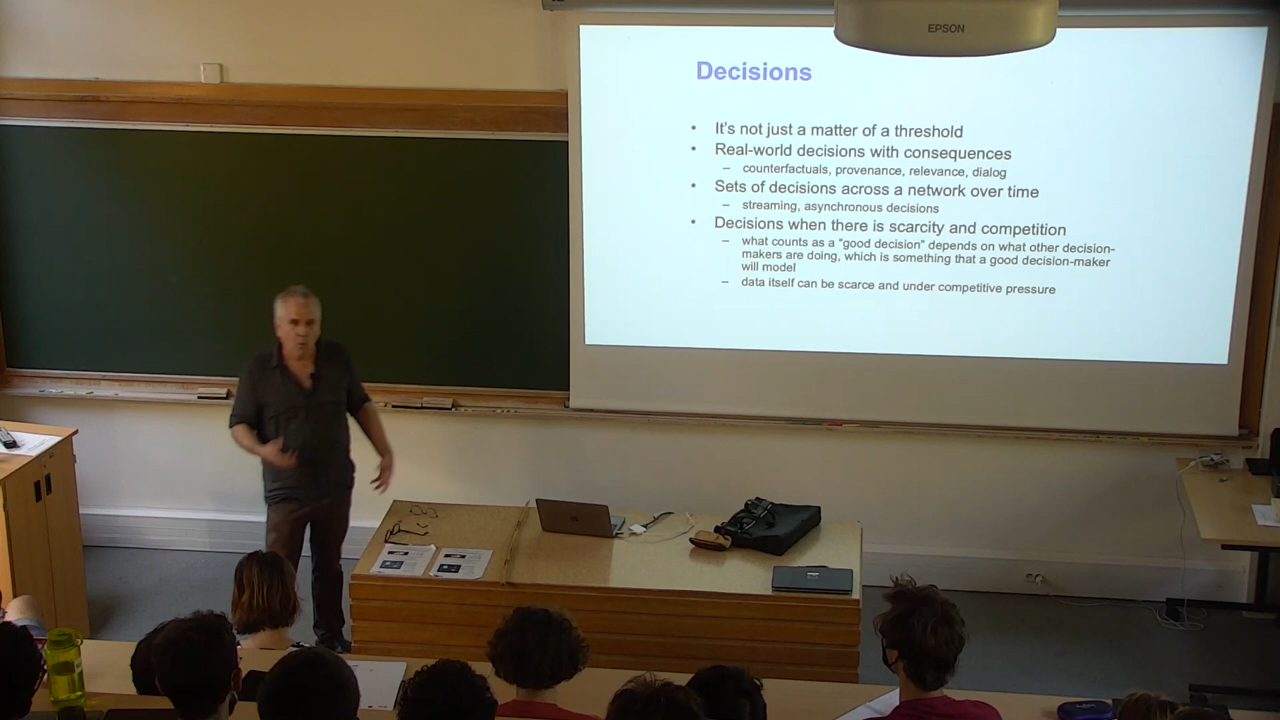 EPSON
Decisions
• It's not just a matter of a threshold
• Real-world decisions with consequences
– counterfactuals, provenance, relevance, dialog
• Sets of decisions across a network over time
– streaming, asynchronous decisions
• Decisions when there is scarcity and competition
– what counts as a "good decision" depends on what other decision-
makers are doing, which is something that a good decision-maker
will model
– data itself can be scarce and under competitive pressure